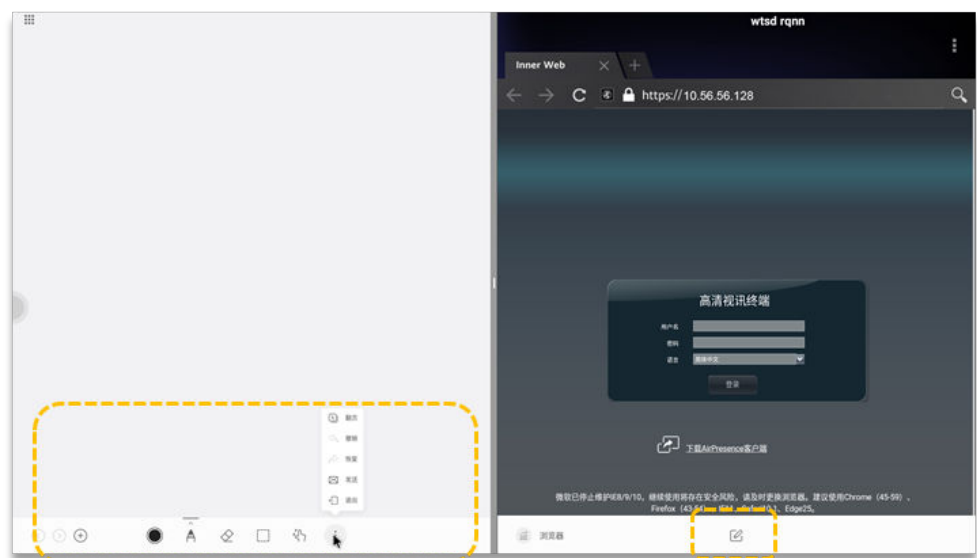 wtsd rqnn
Inner Web
https://10.56.56.128
高清视讯终端
用户名
密码
语言 简体中文
登录
下载AirPresence客户端
微软已停止维护IE8/9/10，继续使用将存在安全风险，请及时更换浏览器。建议使用Chrome（45-59）、
Firefox（43-54）
Edge25。
撤销
恢复
发送
退出
浏览器